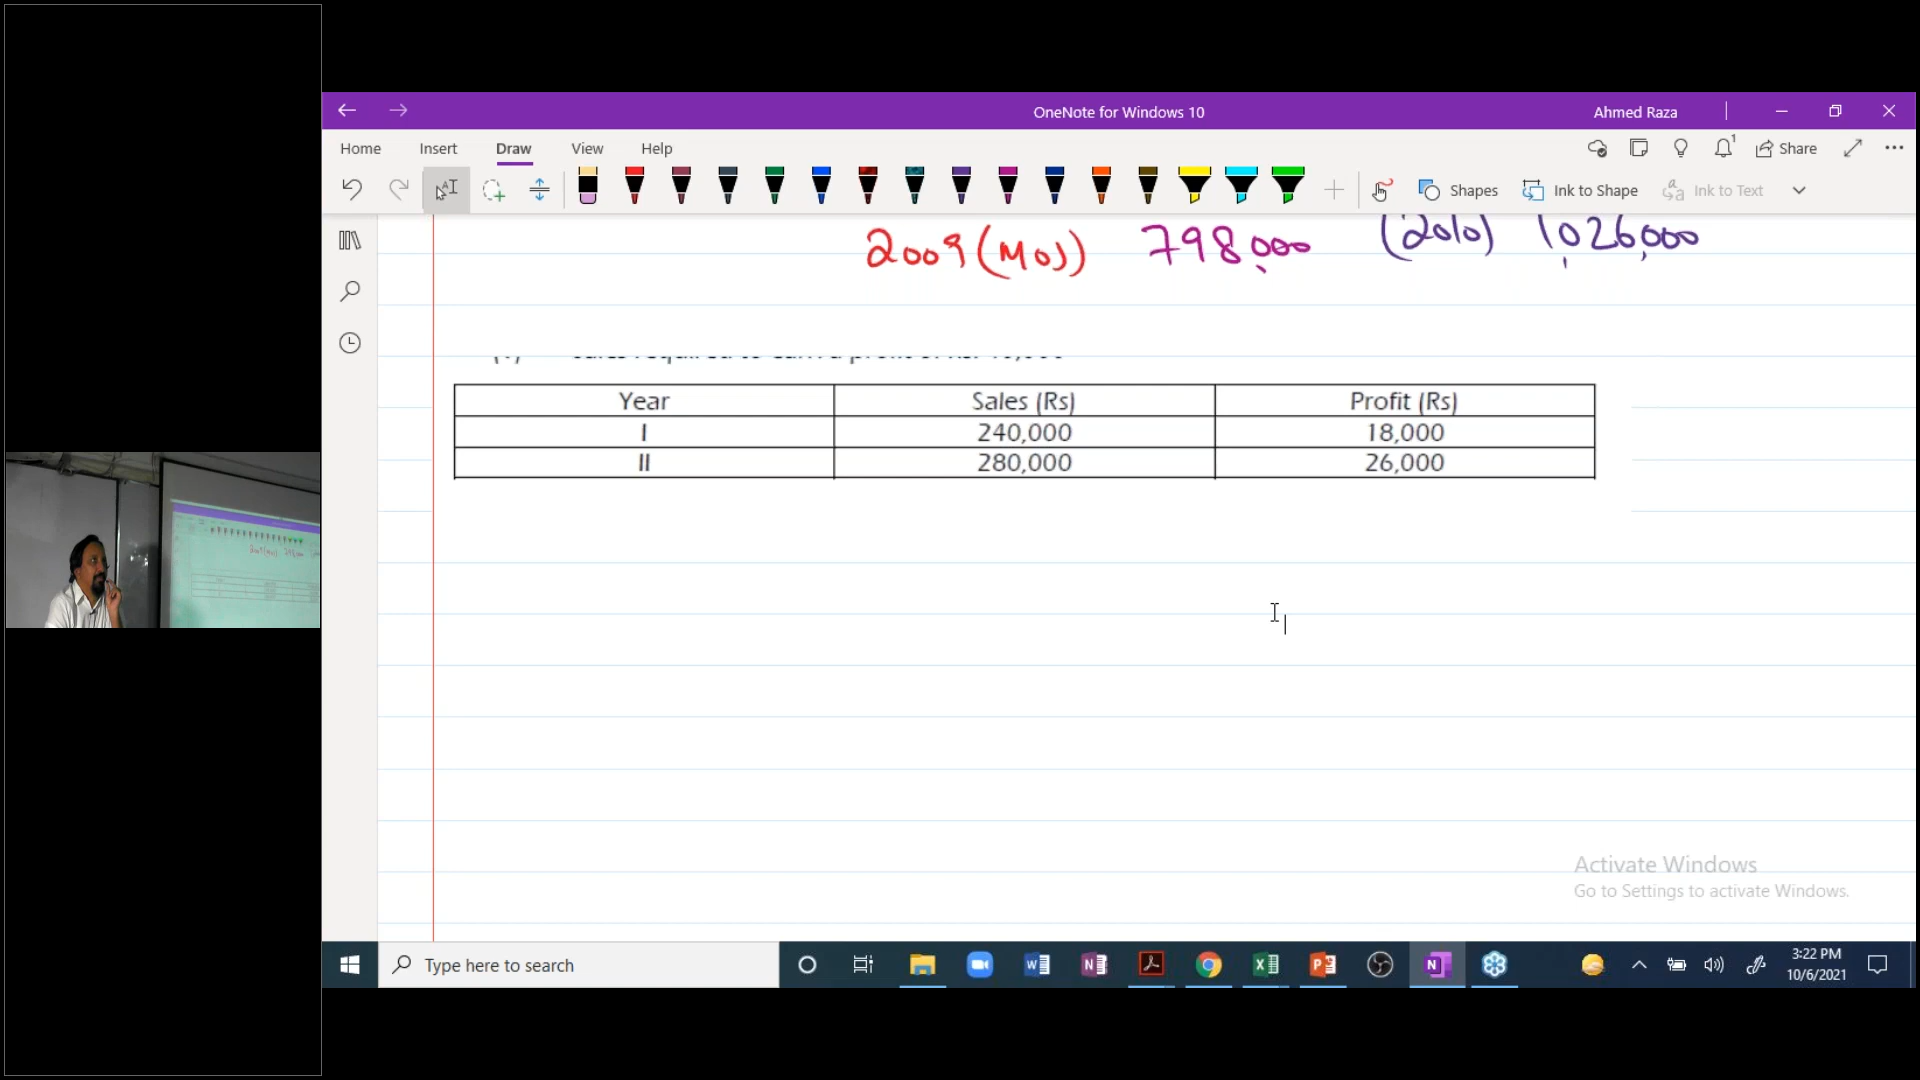 OneNote for Windows 10
Ahmed Raza
Home Insert Draw View Help
Share
Shapes Ink to Shape Ink to Text
2009 (MOS) 798,000 (2010) 1,026,000
Year Sales (Rs) Profit (Rs)
I 240,000 18,000
II 280,000 26,000
Activate Windows
Go to Settings to activate Windows.
Type here to search
3:22 PM
10/6/2021